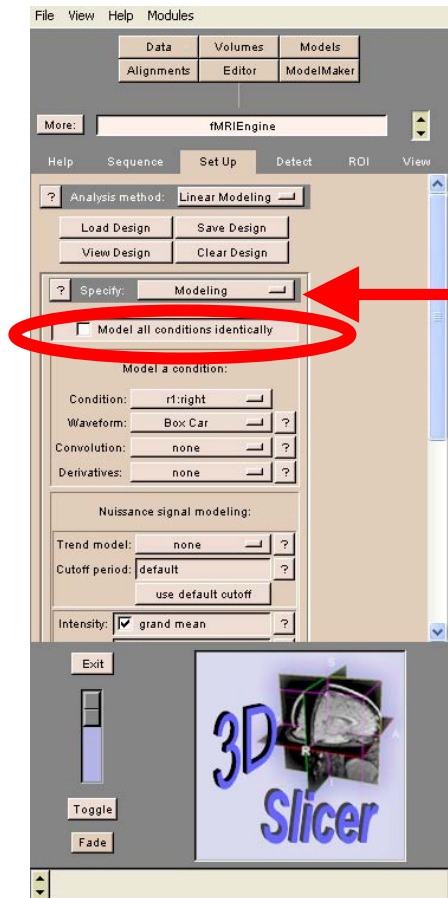 File View Help Modules
Data Volumes Models
Alignments Editor ModelMaker
More: fMRIEngine
Help Sequence Set Up Detect ROI View
? Analysis method: Linear Modeling
Load Design Save Design
View Design Clear Design
? Specify: Modeling
Model all conditions identically
Model a condition:
Condition: r1:right
Waveform: Box Car ?
Convolution: none ?
Derivatives: none ?
Nuissance signal modeling:
Trend model: none ?
Cutoff period: default ?
use default cutoff
Intensity: grand mean ?
Exit
Toggle
Fade
S
A
R
I
3D
Slicer